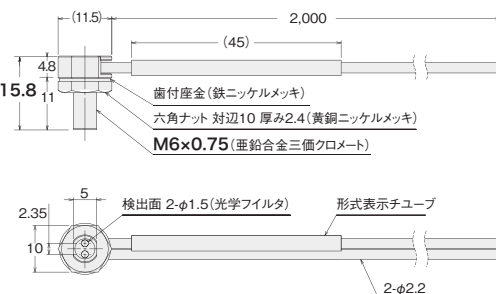 (11.5)
2,000
(45)
4.8
15.8
11
歯付座金(鉄ニッケルメッキ)
六角ナット 対辺10 厚み2.4(黄銅ニッケルメッキ)
M6×0.75(亜鉛合金三価クロメート)
5
検出面 2-φ1.5(光学フイルタ)
形式表示チューブ
2.35
10
2-φ2.2